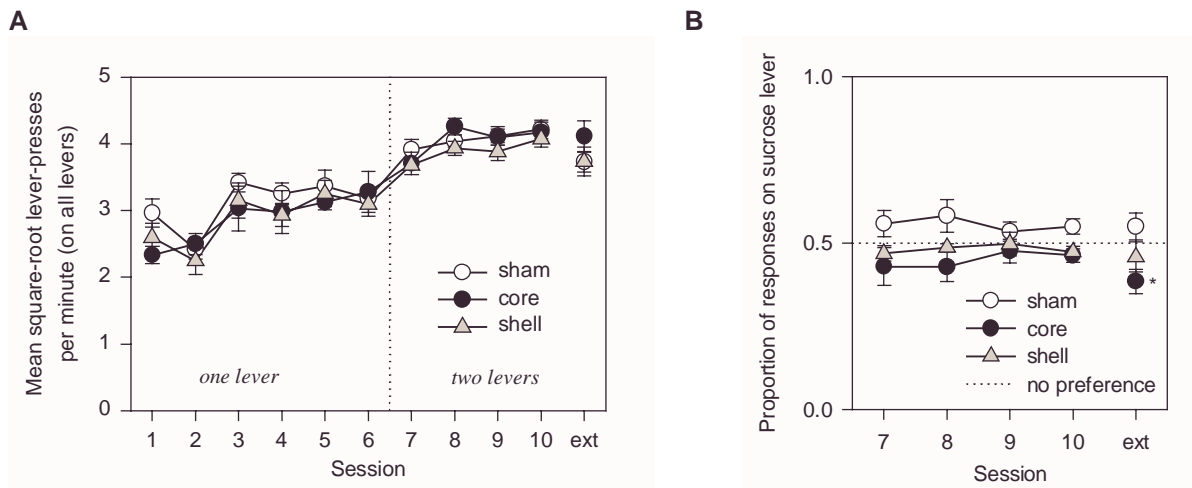 A
Mean square-root lever-presses
per minute (on all levers)
5
4
3
2
1
0
sham
core
shell
one lever
two levers
1 2 3 4 5 6 7 8 9 10 ext
Session
B
Proportion of responses on sucrose lever
1.0
0.5
0.0
*
sham
core
shell
no preference
7 8 9 10 ext
Session